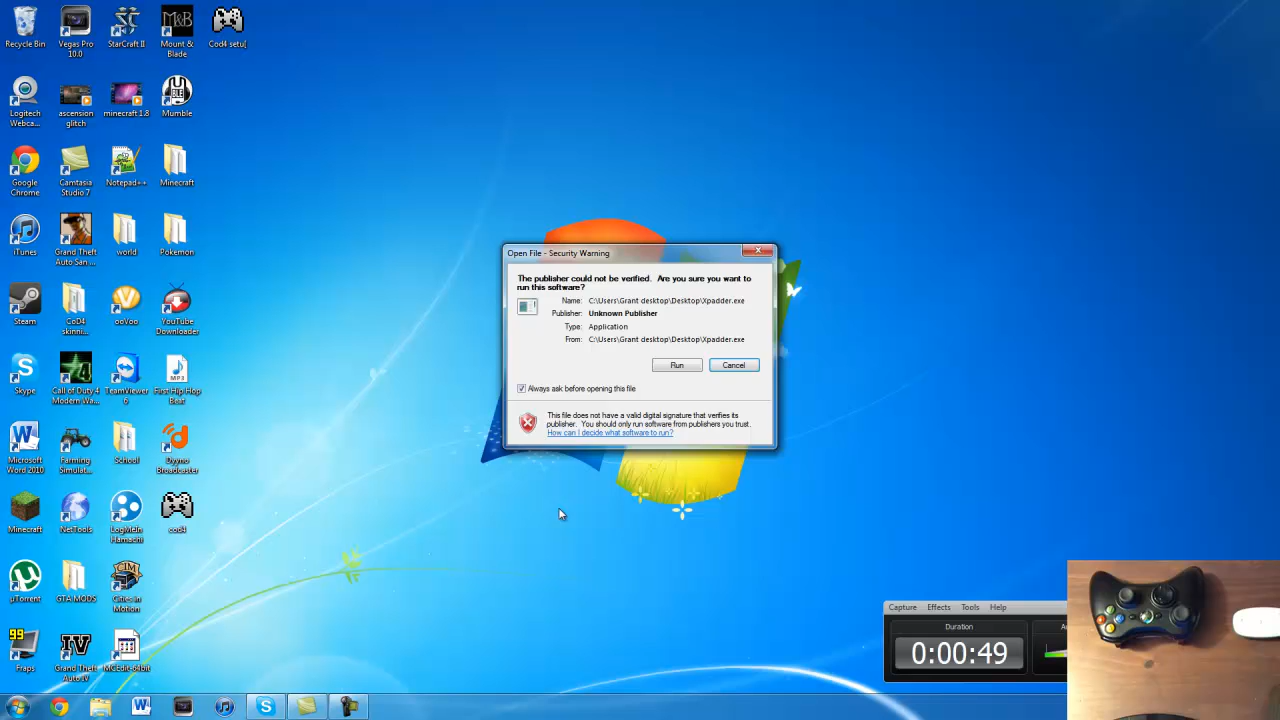 Recycle Bin
Vegas Pro
10.0
StarCraft II
Mount &
Blade
M&B
Cod4 setu
Logitech
Webca...
ascension
glitch
minecraft 1.8
UBLE
Mumble
Google
Chrome
Camtasia
Studio 7
Notepad++
Minecraft
iTunes
Grand Theft
Auto San ...
world
Pokemon
Steam
CoD4
skinni...
ooVoo
YouTube
Downloader
Skype
Call of Duty 4
Modern Wa...
TeamViewer
6
MP3
First Hip Hop
Beat
Microsoft
Word 2010
Farming
Simulat...
School
Dyyno
Broadcaster
Minecraft
NetTools
LogMeIn
Hamachi
cod4
µTorrent
GTA MODS
CIM
Cities in
Motion
99
Fraps
IV
Grand Theft
Auto IV
MCEdit-64bit
Open File - Security Warning
The publisher could not be verified. Are you sure you want to
run this software?
Name: C:\Users\Grant desktop\Desktop\Xpadder.exe
Publisher: Unknown Publisher
Type: Application
From: C:\Users\Grant desktop\Desktop\Xpadder.exe
Run Cancel
Always ask before opening this file
This file does not have a valid digital signature that verifies its
publisher. You should only run software from publishers you trust.
How can I decide what software to run?
Capture Effects Tools Help
Duration
0:00:49